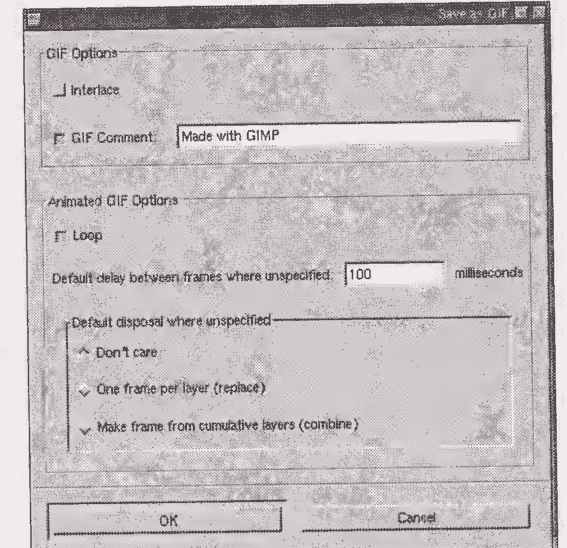 Save as GIF
GIF Options
Interlace
GIF Comment: Made with GIMP
Animated GIF Options
Loop
Default delay between frames where unspecified: 100 milliseconds
Default disposal where unspecified
Don't care
One frame per layer (replace)
Make frame from cumulative layers (combine)
OK Cancel